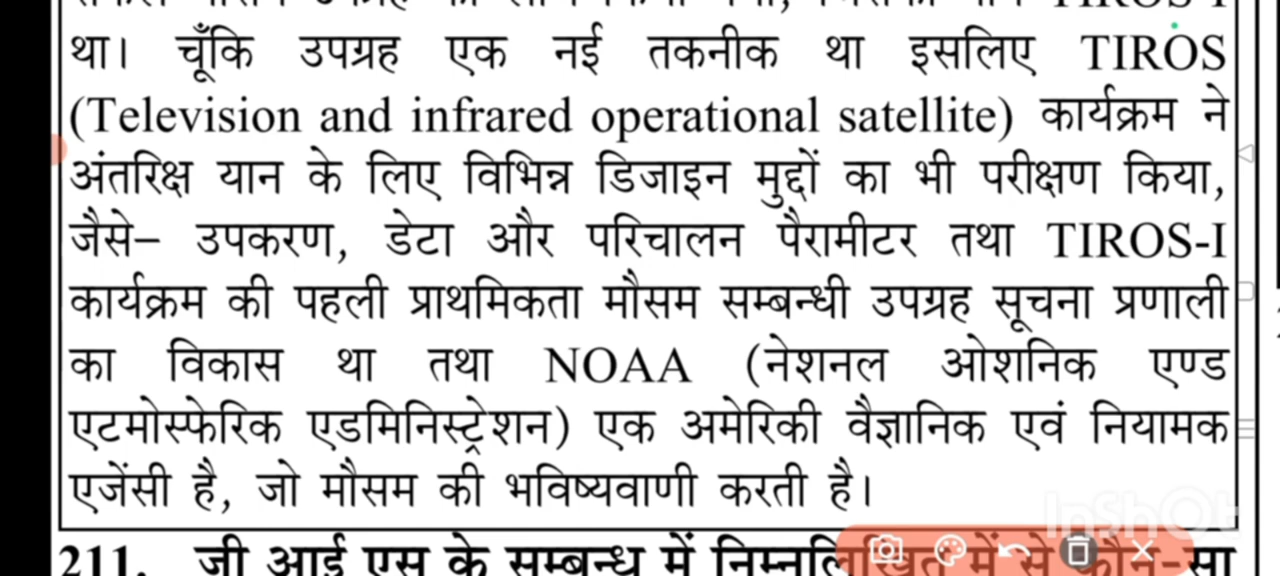 TIROS-I
था। चूँकि उपग्रह एक नई तकनीक था इसलिए TIROS
(Television and infrared operational satellite) कार्यक्रम ने
अंतरिक्ष यान के लिए विभिन्न डिजाइन मुद्दों का भी परीक्षण किया,
जैसे– उपकरण, डेटा और परिचालन पैरामीटर तथा TIROS-I
कार्यक्रम की पहली प्राथमिकता मौसम सम्बन्धी उपग्रह सूचना प्रणाली
का विकास था तथा NOAA (नेशनल ओशनिक एण्ड
एटमोस्फेरिक एडमिनिस्ट्रेशन) एक अमेरिकी वैज्ञानिक एवं नियामक
एजेंसी है, जो मौसम की भविष्यवाणी करती है।
InShOt
211. जी आई एस के सम्बन्ध में निम्नलिखित में से कौन-सा